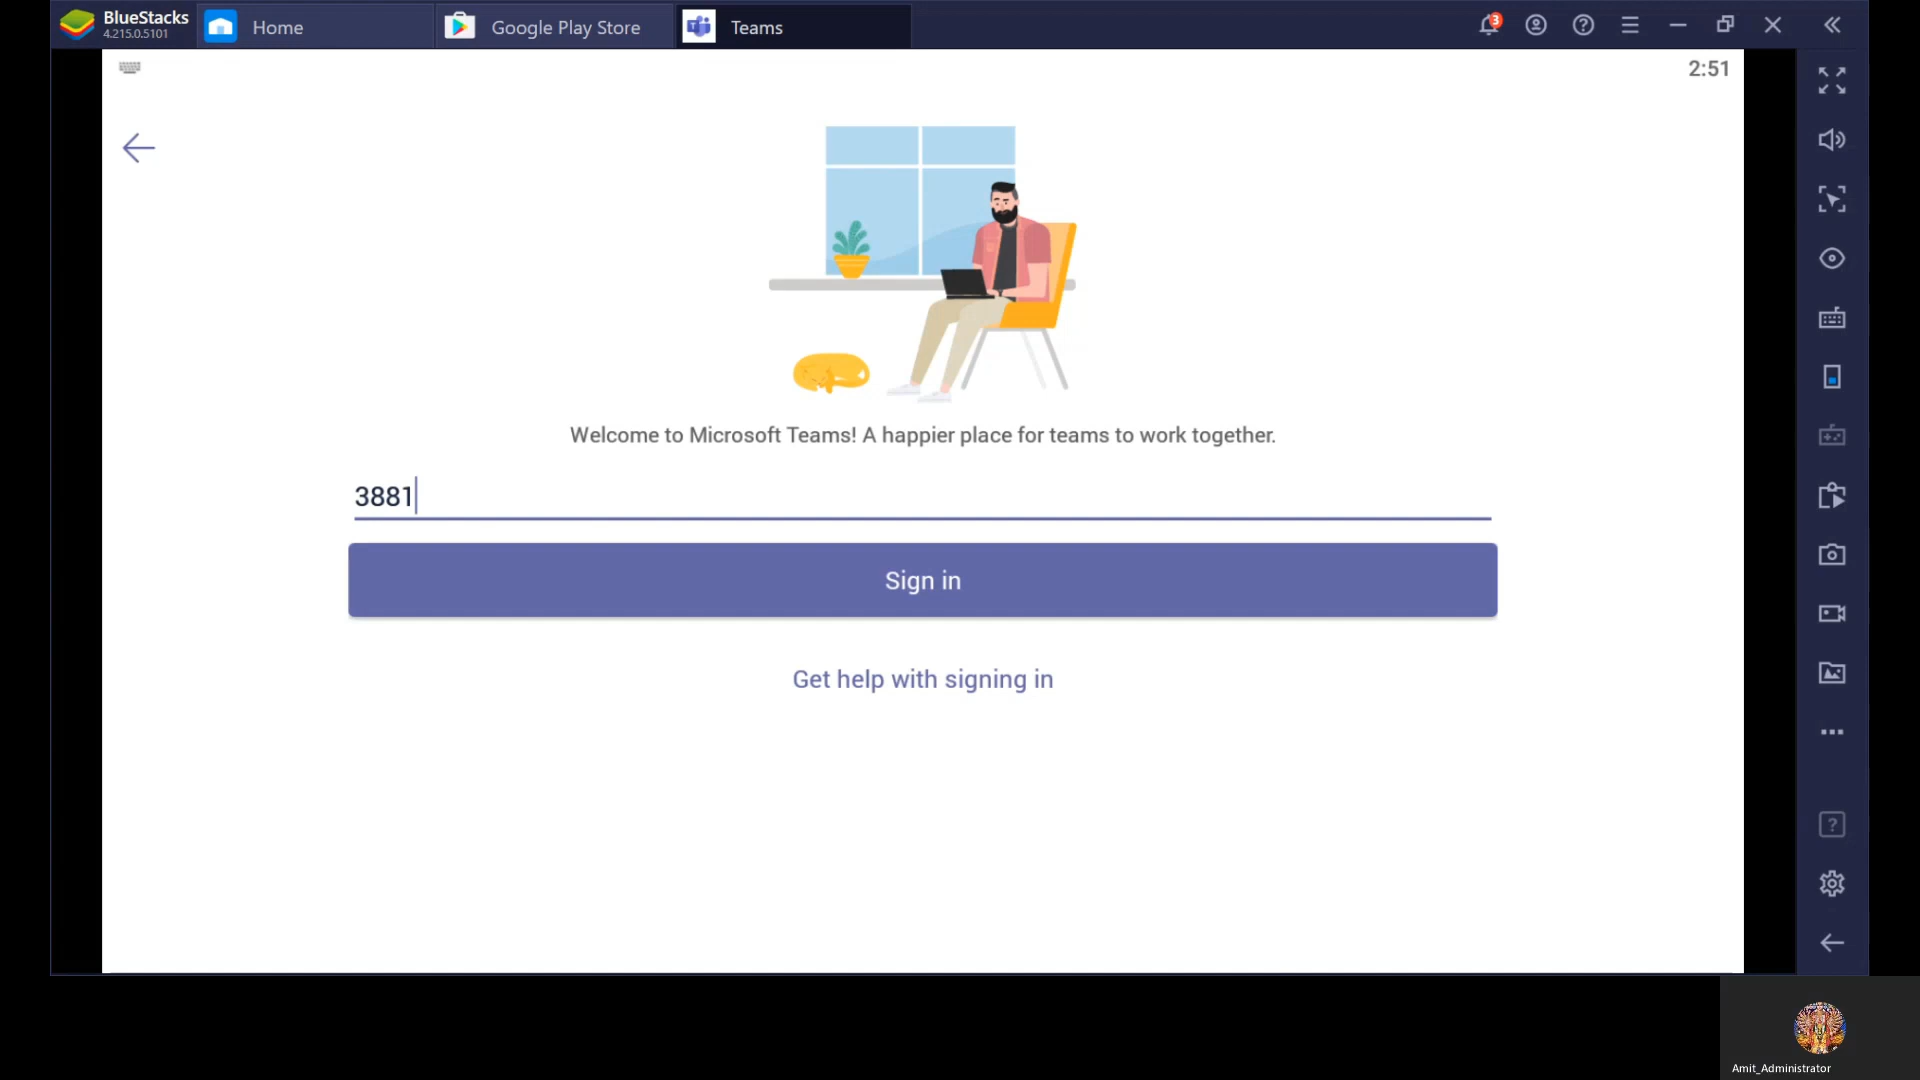 BlueStacks
4.215.0.5101
Home
Google Play Store
Teams
3
2:51
Welcome to Microsoft Teams! A happier place for teams to work together.
3881
Sign in
Get help with signing in
Amit_Administrator